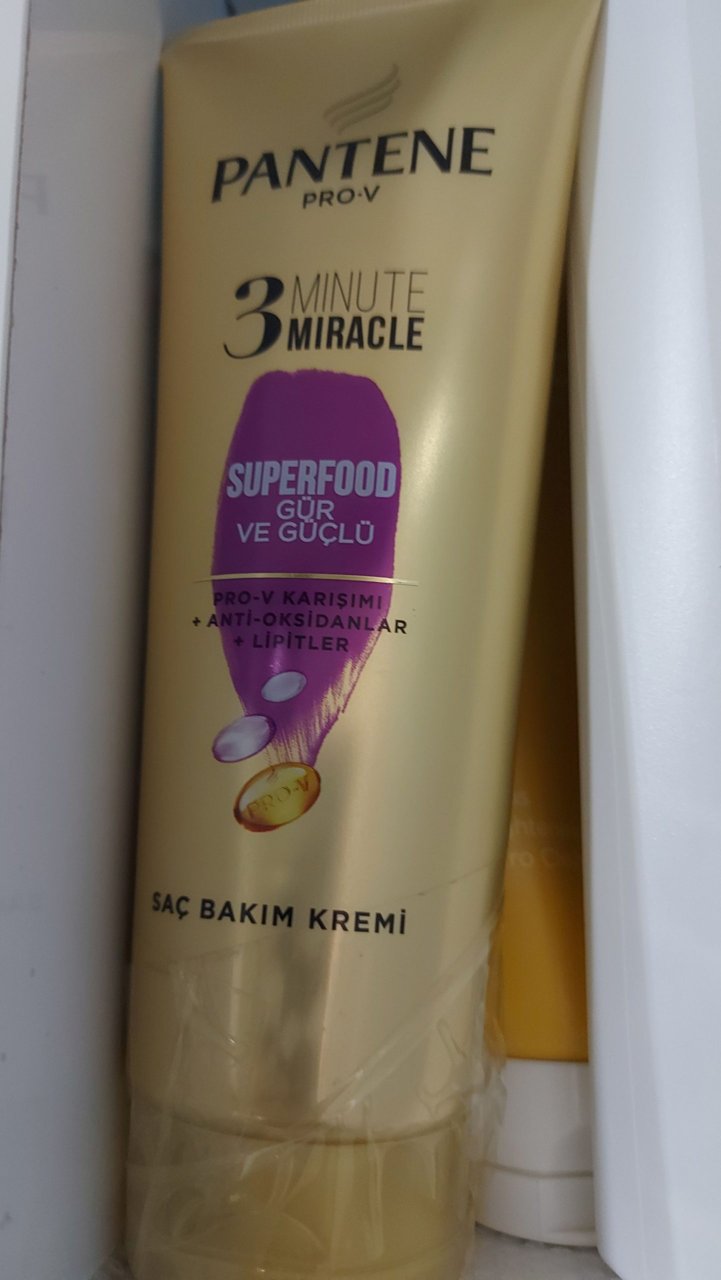 PANTENE
PRO-V
3 MINUTE
MIRACLE
SUPERFOOD
GÜR
VE GÜÇLÜ
PRO-V KARIŞIMI
+ ANTİ-OKSİDANLAR
+ LİPİTLER
PRO-V
SAÇ BAKIM KREMİ